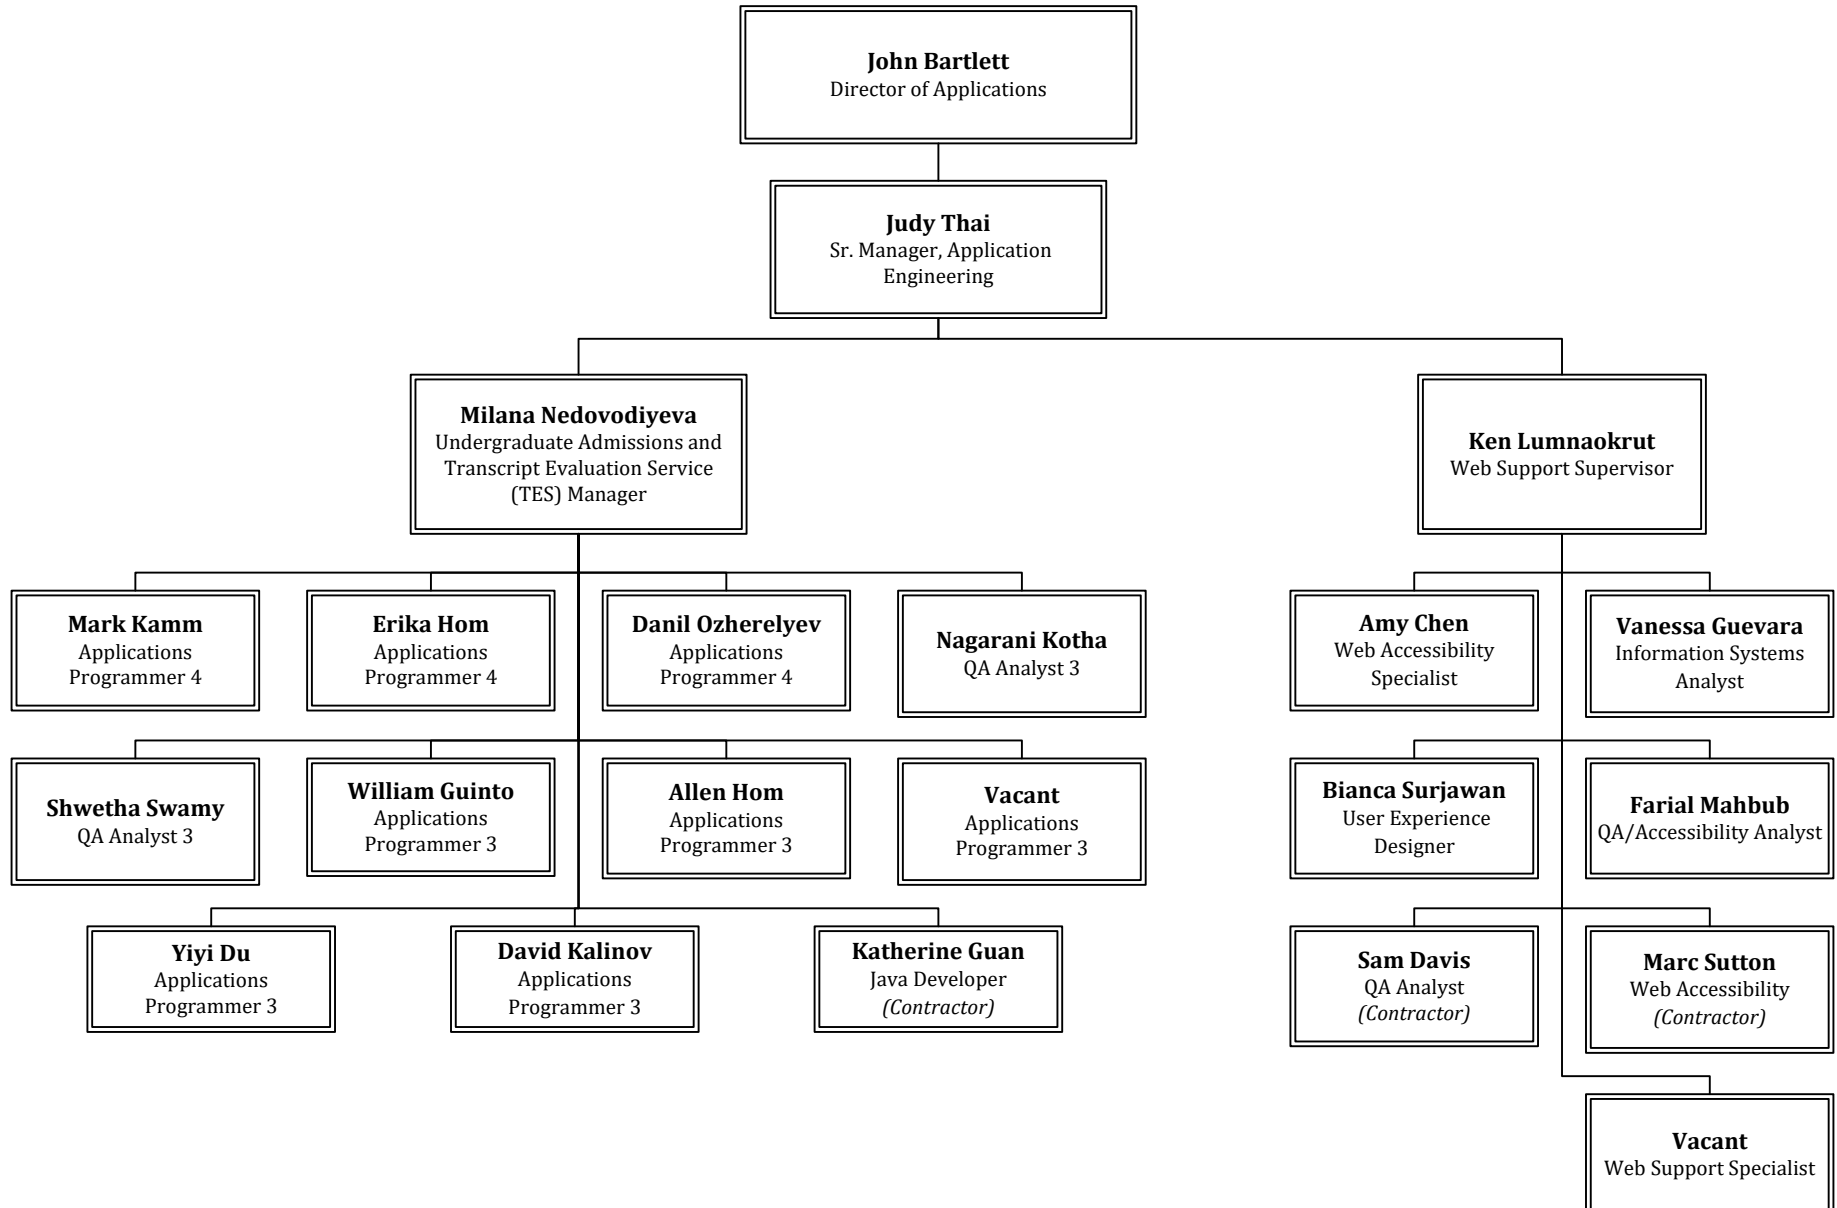 John Bartlett
Director of Applications
Judy Thai
Sr. Manager, Application
Engineering
Milana Nedovodiyeva
Undergraduate Admissions and
Transcript Evaluation Service
(TES) Manager
Ken Lumnaokrut
Web Support Supervisor
Mark Kamm
Applications
Programmer 4
Erika Hom
Applications
Programmer 4
Danil Ozherelyev
Applications
Programmer 4
Nagarani Kotha
QA Analyst 3
Amy Chen
Web Accessibility
Specialist
Vanessa Guevara
Information Systems
Analyst
Shwetha Swamy
QA Analyst 3
William Guinto
Applications
Programmer 3
Allen Hom
Applications
Programmer 3
Vacant
Applications
Programmer 3
Bianca Surjawan
User Experience
Designer
Farial Mahbub
QA/Accessibility Analyst
Yiyi Du
Applications
Programmer 3
David Kalinov
Applications
Programmer 3
Katherine Guan
Java Developer
(Contractor)
Sam Davis
QA Analyst
(Contractor)
Marc Sutton
Web Accessibility
(Contractor)
Vacant
Web Support Specialist